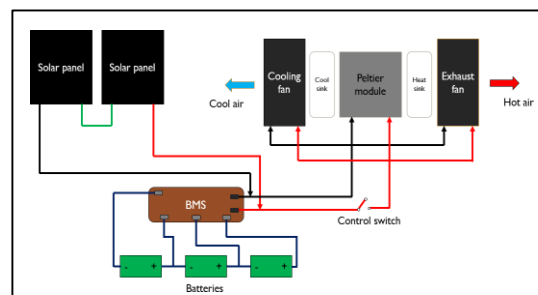 Solar panel
Solar panel
Cooling
fan
Cool
sink
Peltier
module
Heat
sink
Exhaust
fan
Cool air
Hot air
BMS
Control switch
- +
- +
- +
Batteries